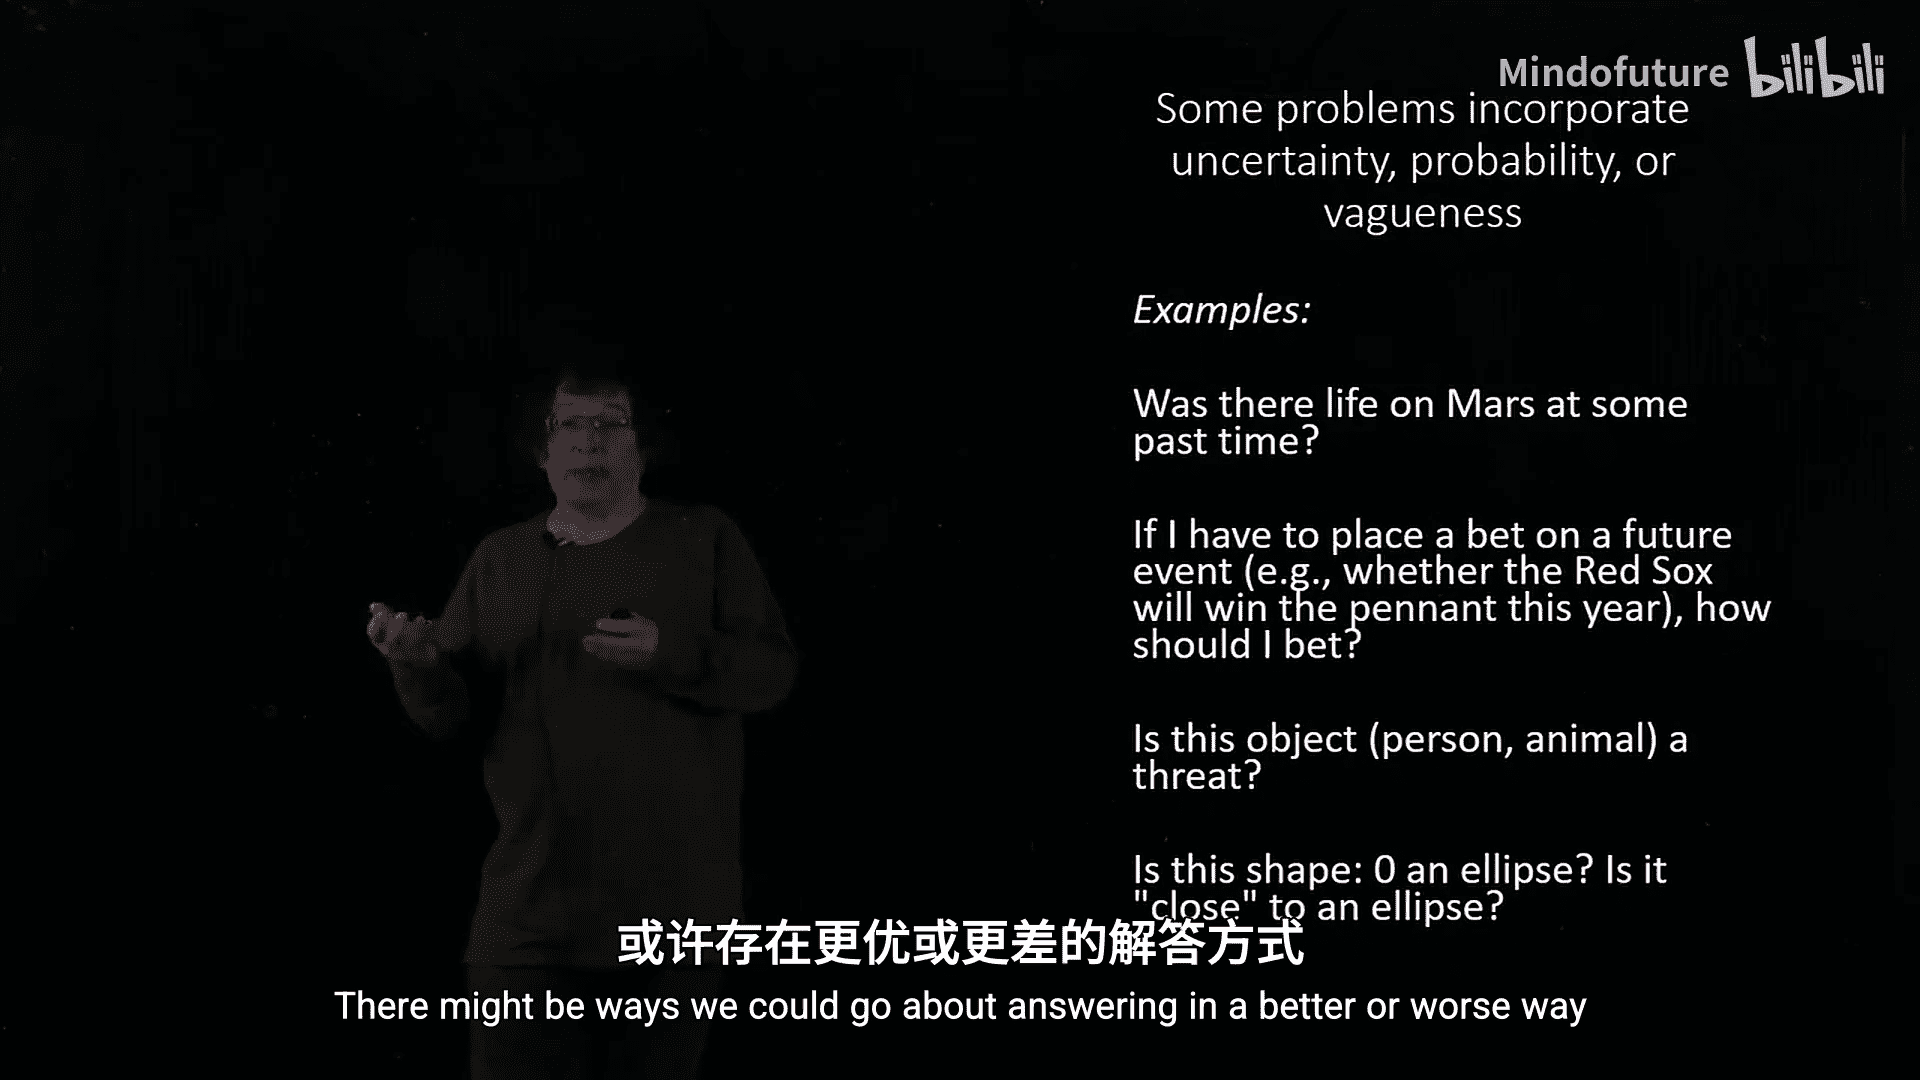 Mindofuture bilibili
Some problems incorporate
uncertainty, probability, or
vagueness
Examples:
Was there life on Mars at some
past time?
If I have to place a bet on a future
event (e.g., whether the Red Sox
will win the pennant this year), how
should I bet?
Is this object (person, animal) a
threat?
Is this shape: 0 an ellipse? Is it
"close" to an ellipse?
或许存在更优或更差的解答方式
There might be ways we could go about answering in a better or worse way